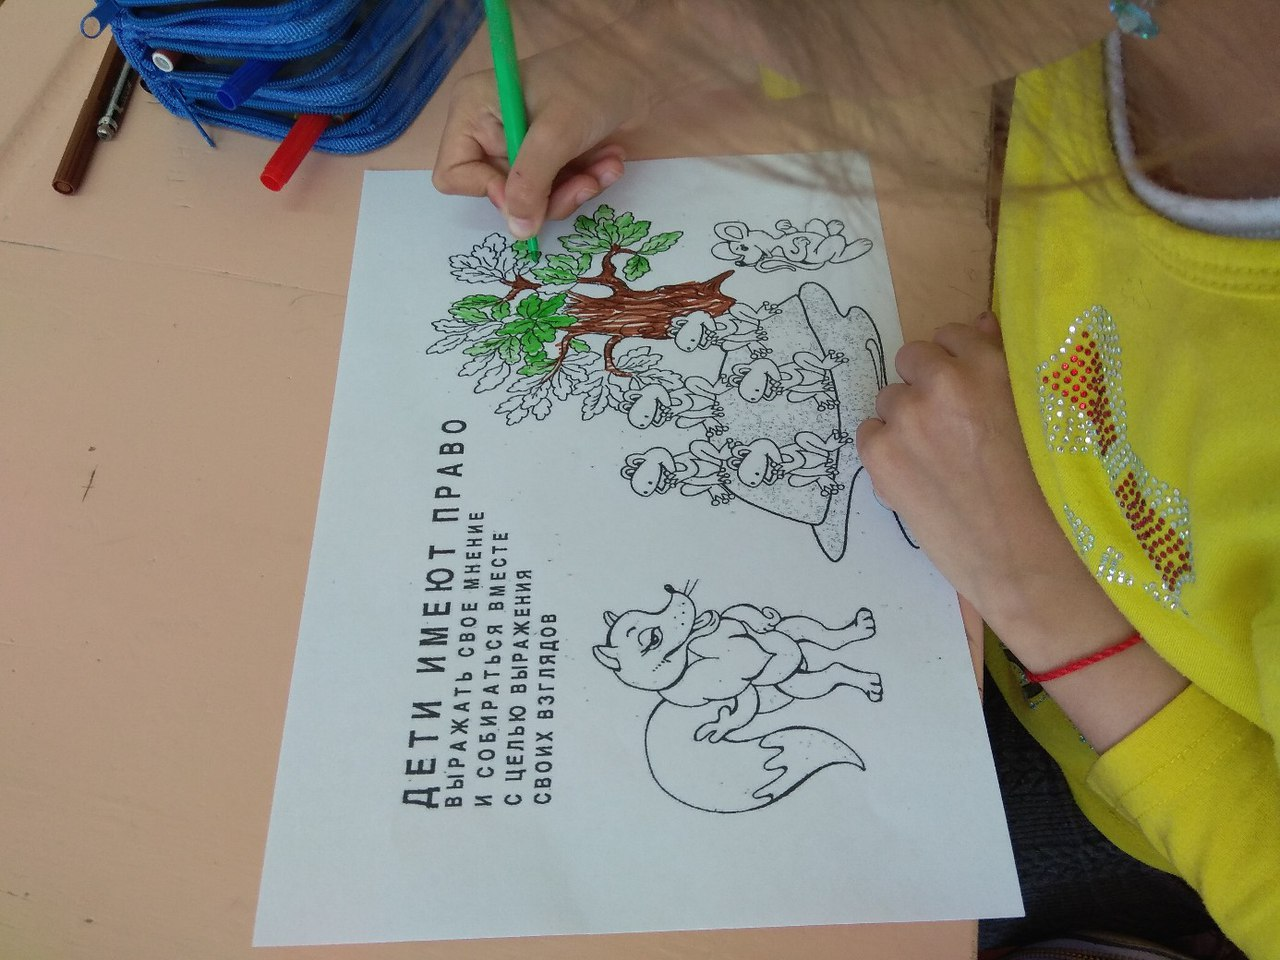 ДЕТИ ИМЕЮТ ПРАВО
ВЫРАЖАТЬ СВОЕ МНЕНИЕ
И СОБИРАТЬСЯ ВМЕСТЕ
С ЦЕЛЬЮ ВЫРАЖЕНИЯ
СВОИХ ВЗГЛЯДОВ